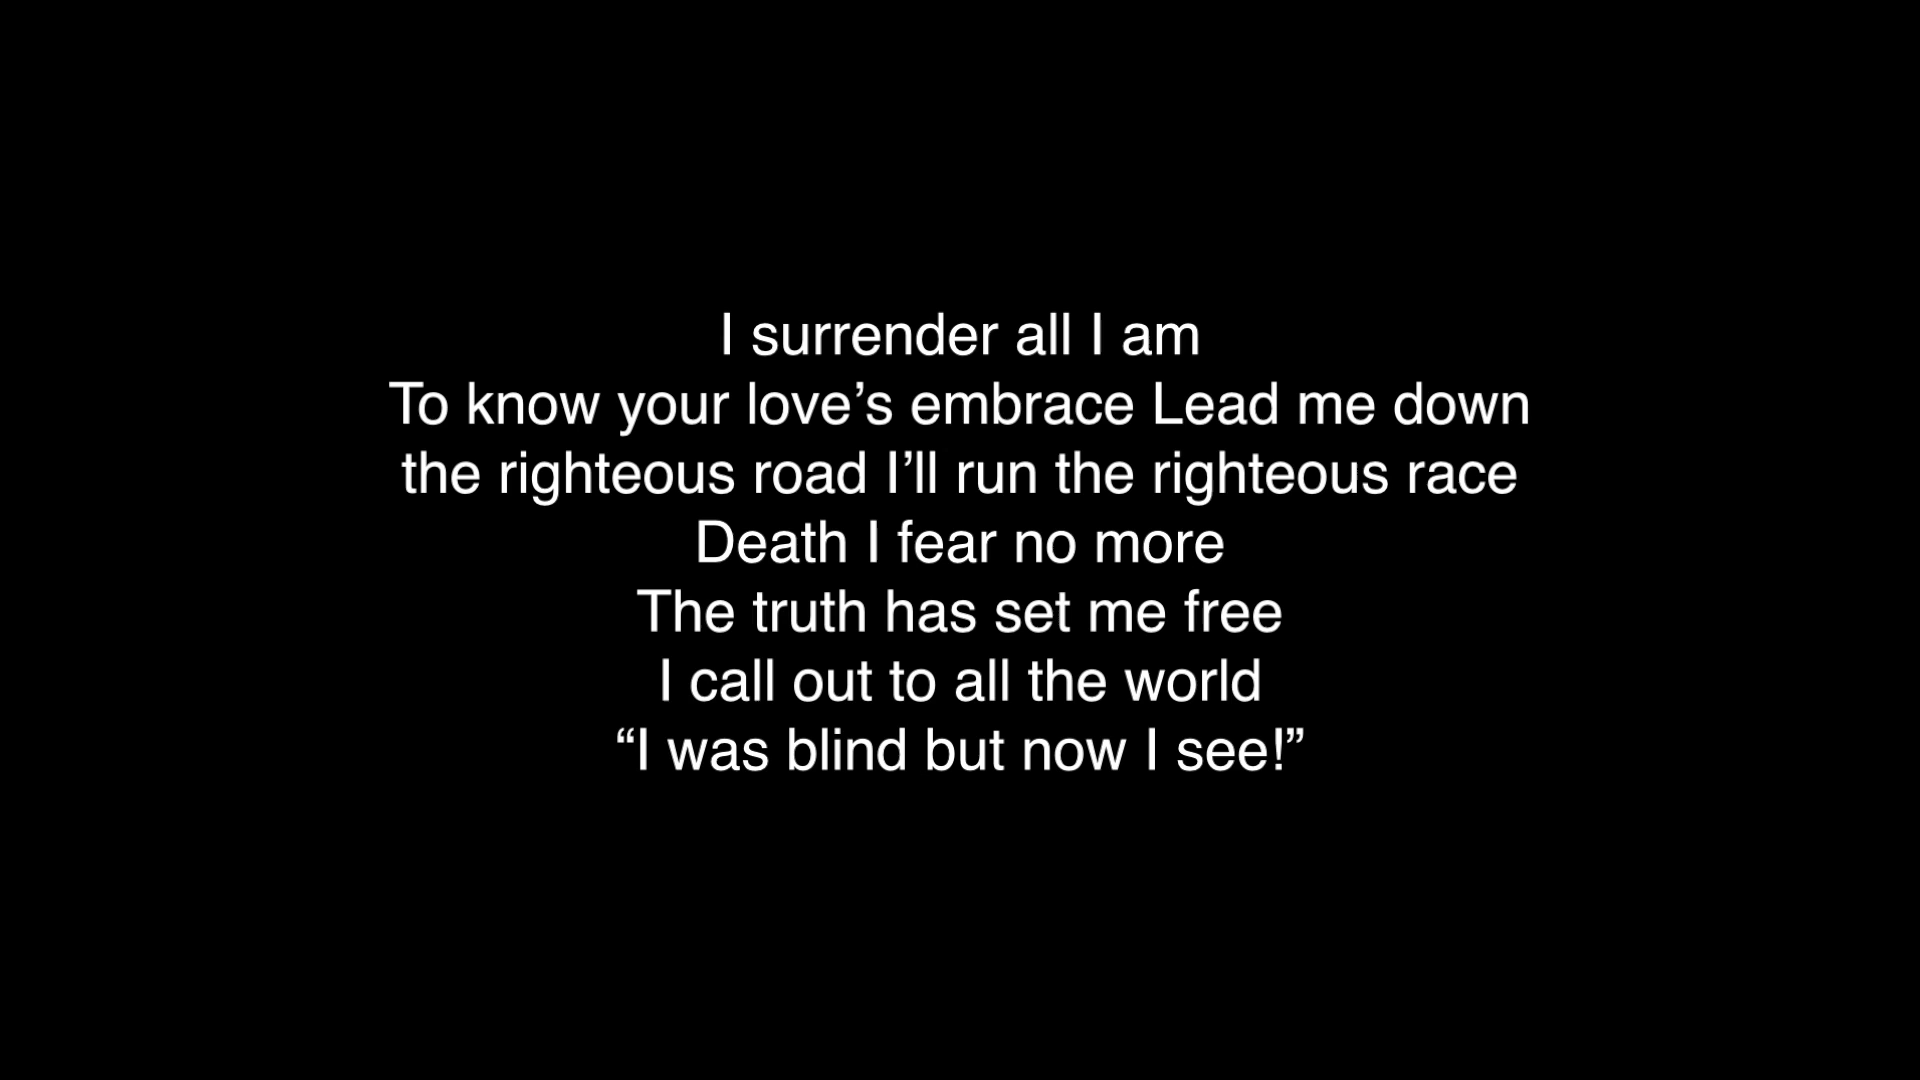 I surrender all I am
To know your love’s embrace Lead me down
the righteous road I’ll run the righteous race
Death I fear no more
The truth has set me free
I call out to all the world
“I was blind but now I see!”